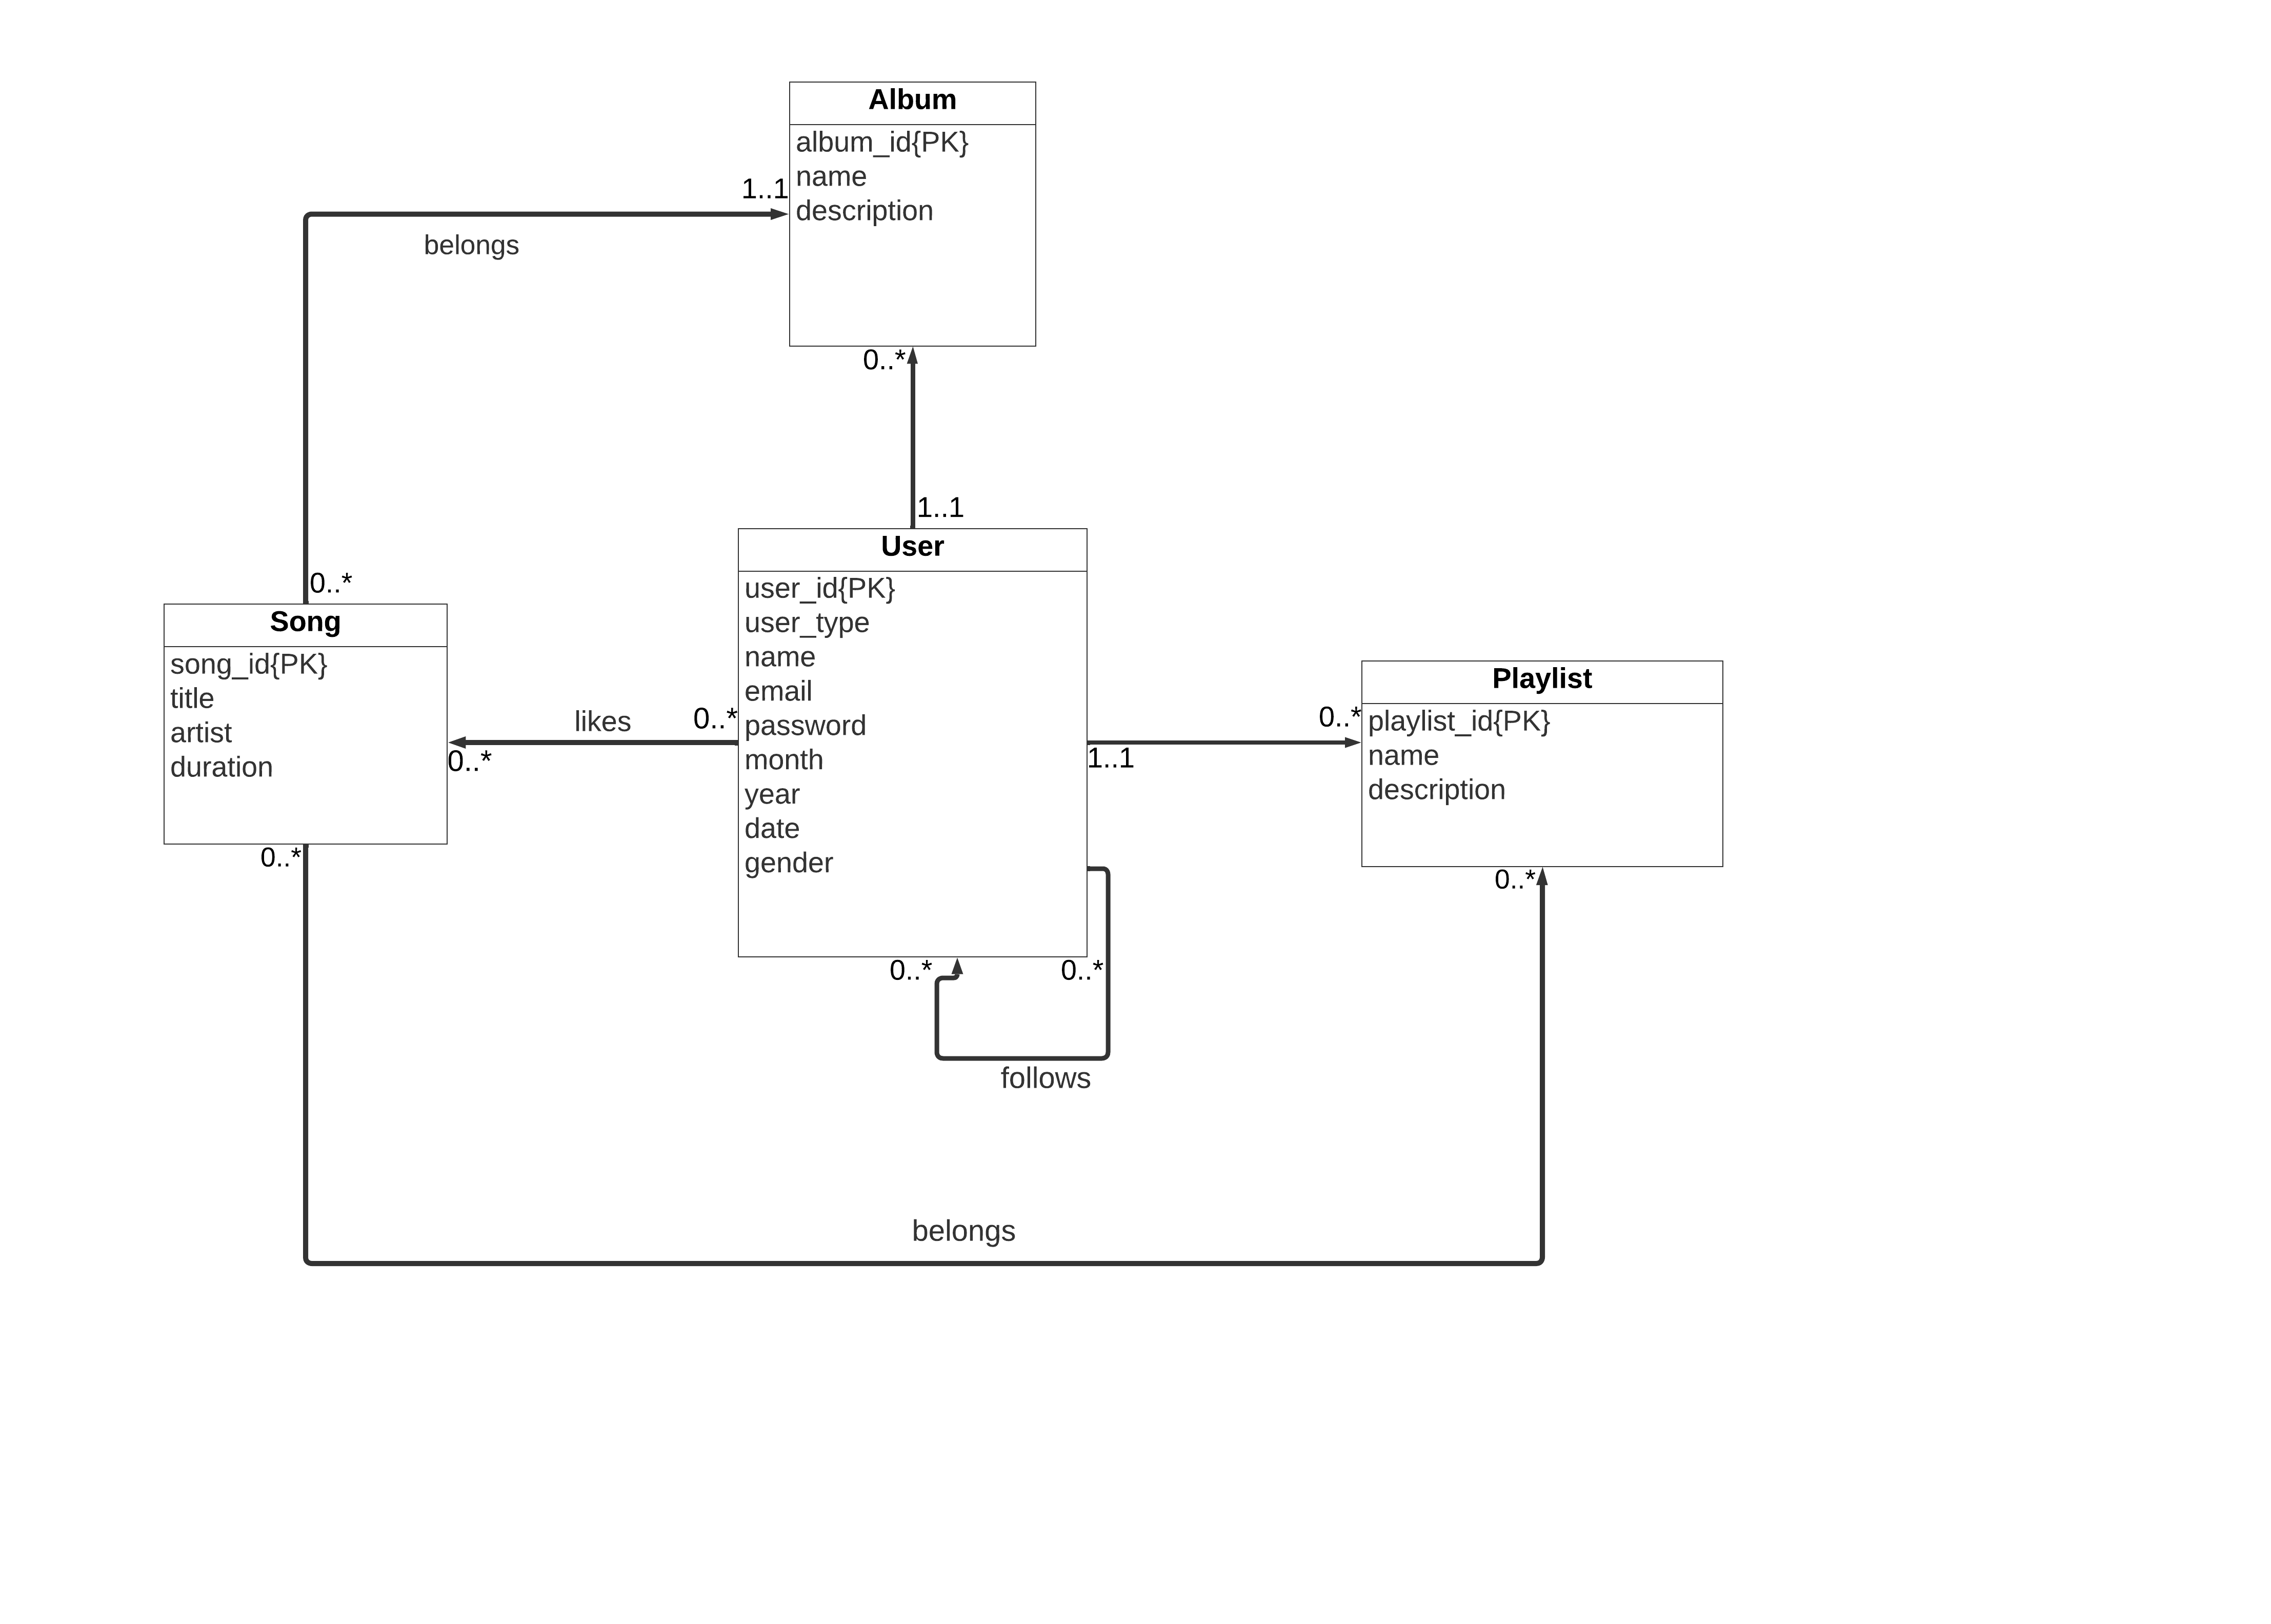 Album
album_id{PK}
name
description
1..1
belongs
0..*
1..1
0..*
Song
song_id{PK}
title
artist
duration
User
user_id{PK}
user_type
name
email
password
month
year
date
gender
likes
0..*
0..*
1..1
0..*
Playlist
playlist_id{PK}
name
description
0..*
0..*
0..*
0..*
follows
belongs